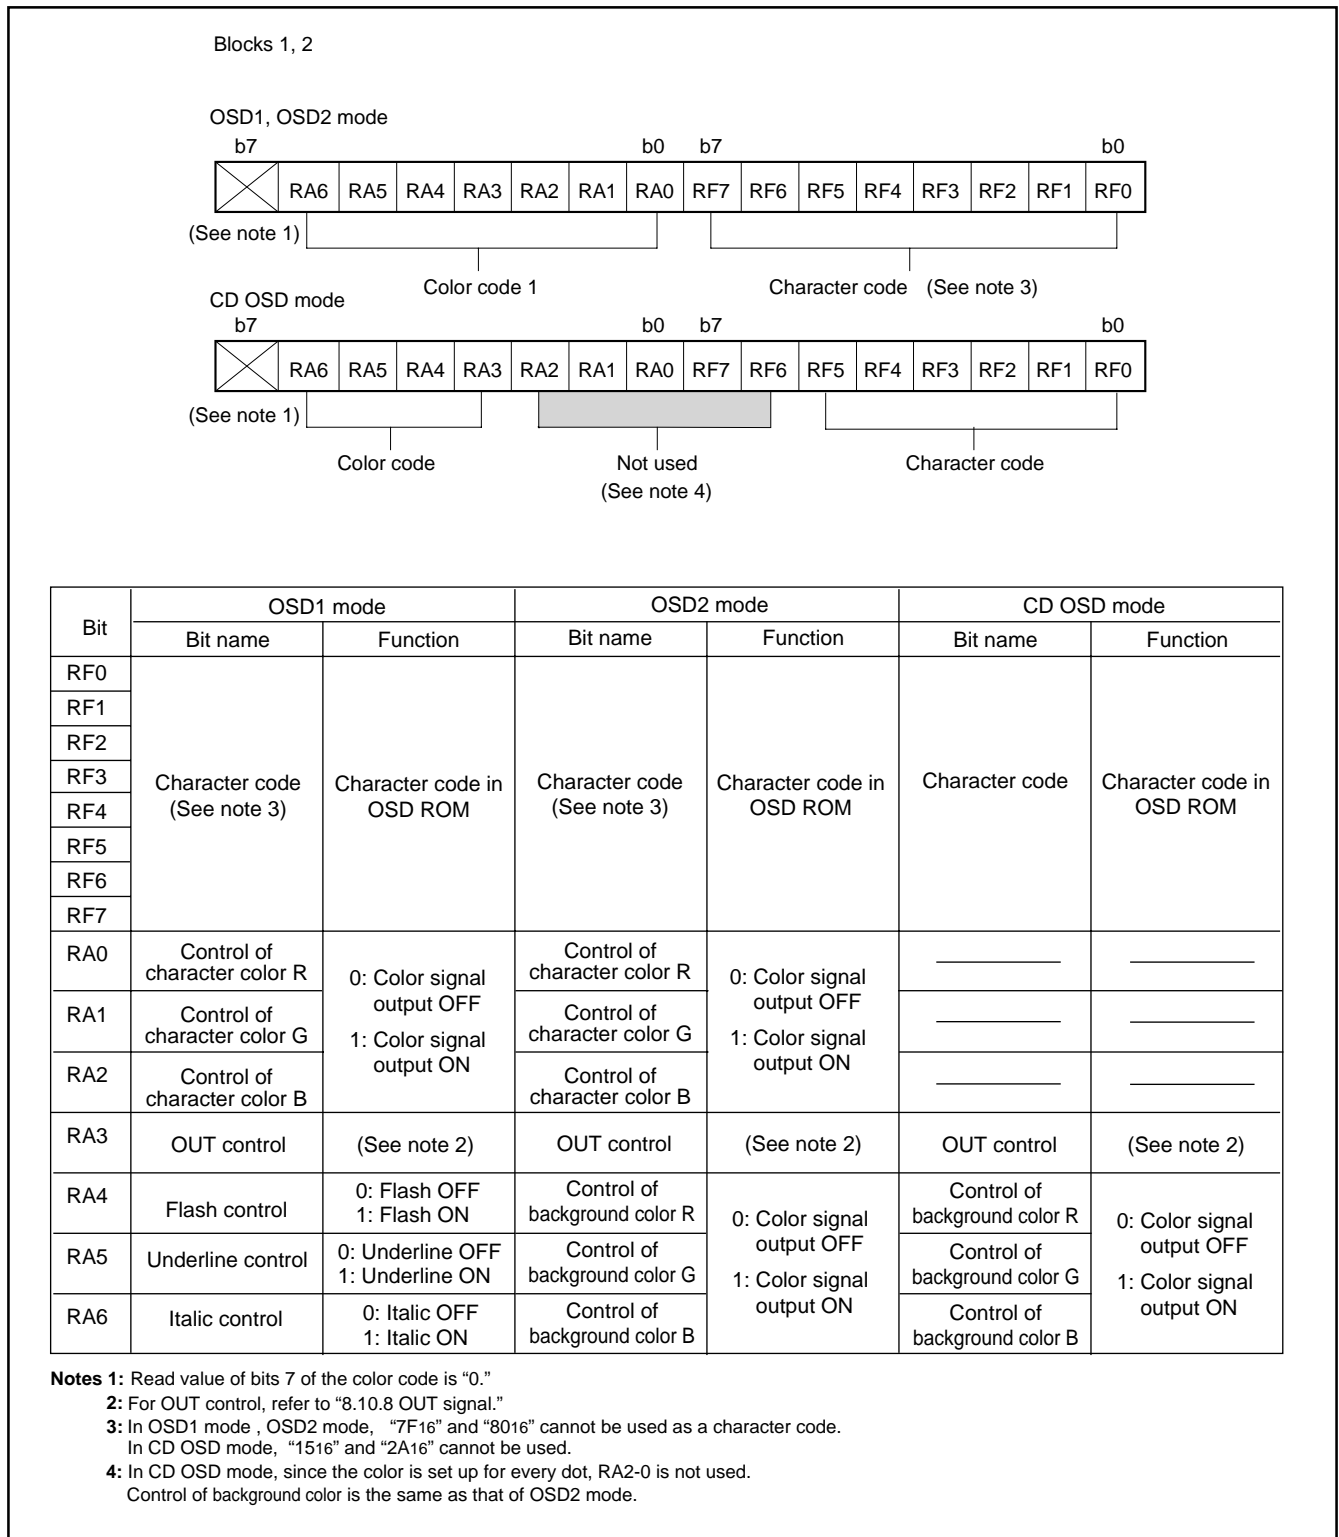 Blocks 1, 2
OSD1, OSD2 mode
b7 b0 b7 b0
RA6 RA5 RA4 RA3 RA2 RA1 RA0 RF7 RF6 RF5 RF4 RF3 RF2 RF1 RF0
(See note 1)
Color code 1 Character code (See note 3)
CD OSD mode
b7 b0 b7 b0
RA6 RA5 RA4 RA3 RA2 RA1 RA0 RF7 RF6 RF5 RF4 RF3 RF2 RF1 RF0
(See note 1)
Color code Not used Character code
(See note 4)
Bit OSD1 mode OSD2 mode CD OSD mode
Bit name Function Bit name Function Bit name Function
RF0
RF1
RF2
RF3
RF4
RF5
RF6
RF7
Character code Character code in Character code Character code in Character code Character code in
(See note 3) OSD ROM (See note 3) OSD ROM OSD ROM
RA0 Control of character color R
0: Color signal output OFF
1: Color signal output ON
Control of character color R
0: Color signal output OFF
1: Color signal output ON
RA1 Control of character color G Control of character color G
RA2 Control of character color B Control of character color B
RA3 OUT control (See note 2) OUT control (See note 2) OUT control (See note 2)
RA4 Flash control
0: Flash OFF
1: Flash ON
Control of background color R
0: Color signal output OFF
1: Color signal output ON
Control of background color R
0: Color signal output OFF
1: Color signal output ON
RA5 Underline control
0: Underline OFF
1: Underline ON
Control of background color G
Control of background color G
RA6 Italic control
0: Italic OFF
1: Italic ON
Control of background color B
Control of background color B
Notes 1: Read value of bits 7 of the color code is “0.”
2: For OUT control, refer to “8.10.8 OUT signal.”
3: In OSD1 mode , OSD2 mode, “7F16” and “8016” cannot be used as a character code.
In CD OSD mode, “1516” and “2A16” cannot be used.
4: In CD OSD mode, since the color is set up for every dot, RA2-0 is not used.
Control of background color is the same as that of OSD2 mode.